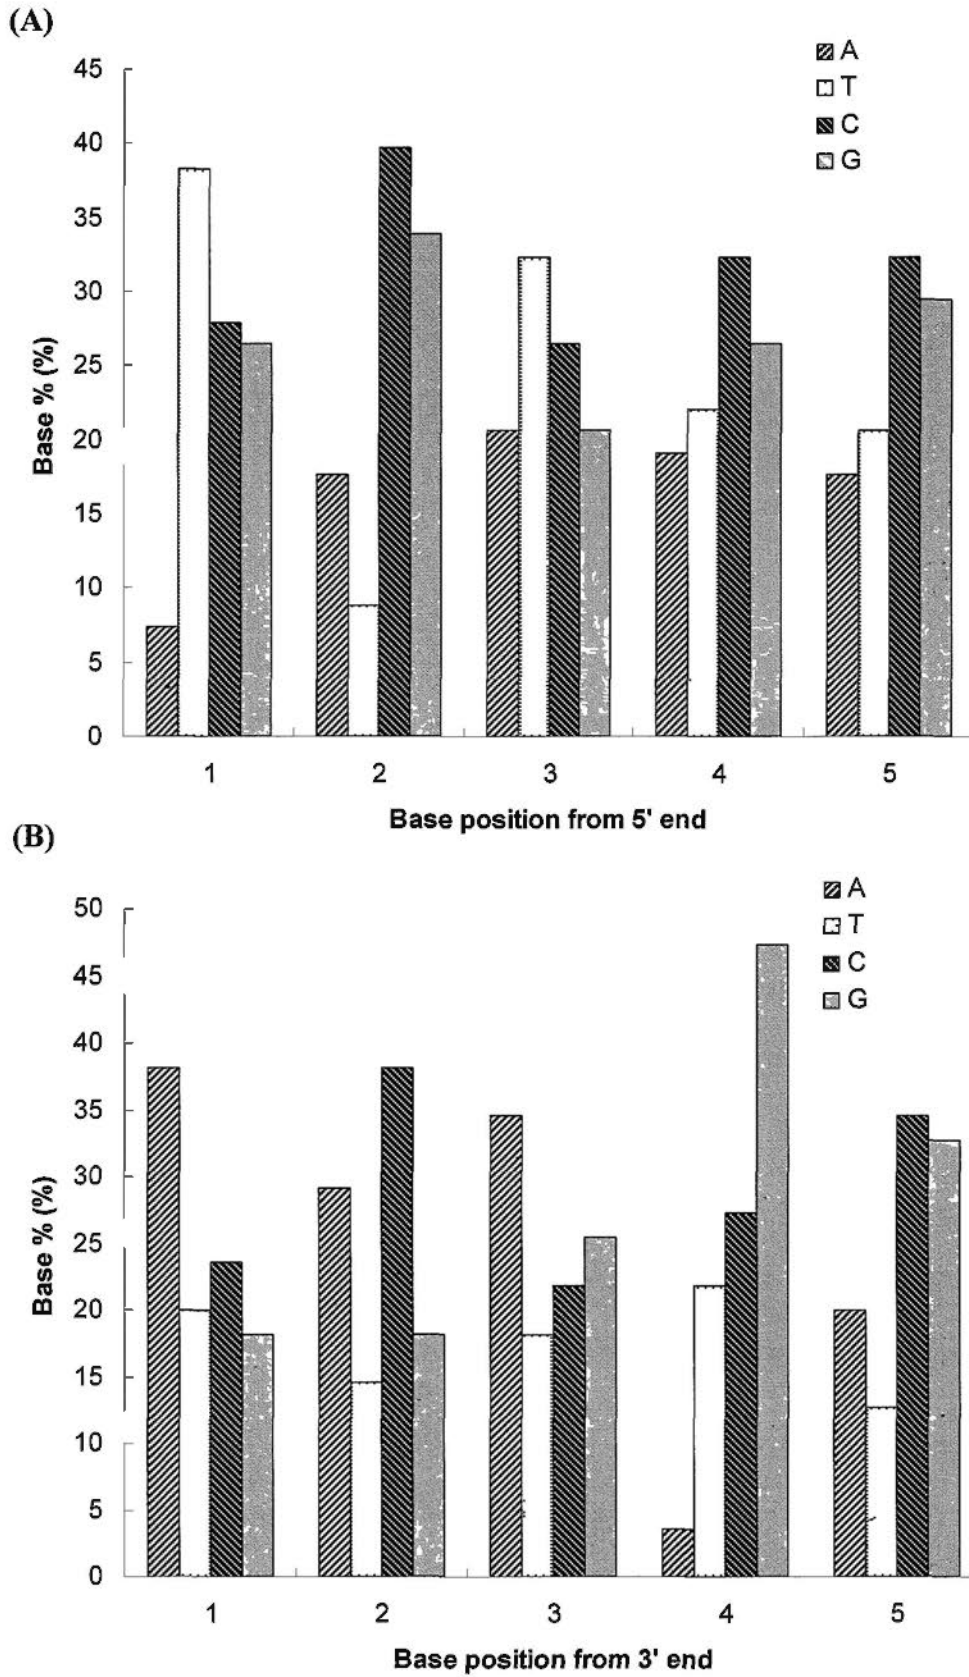 (A)
A
T
C
G
45
40
35
30
25
20
15
10
5
0
Base % (%)
1 2 3 4 5
Base position from 5' end
(B)
A
T
C
G
50
45
40
35
30
25
20
15
10
5
0
Base % (%)
1 2 3 4 5
Base position from 3' end